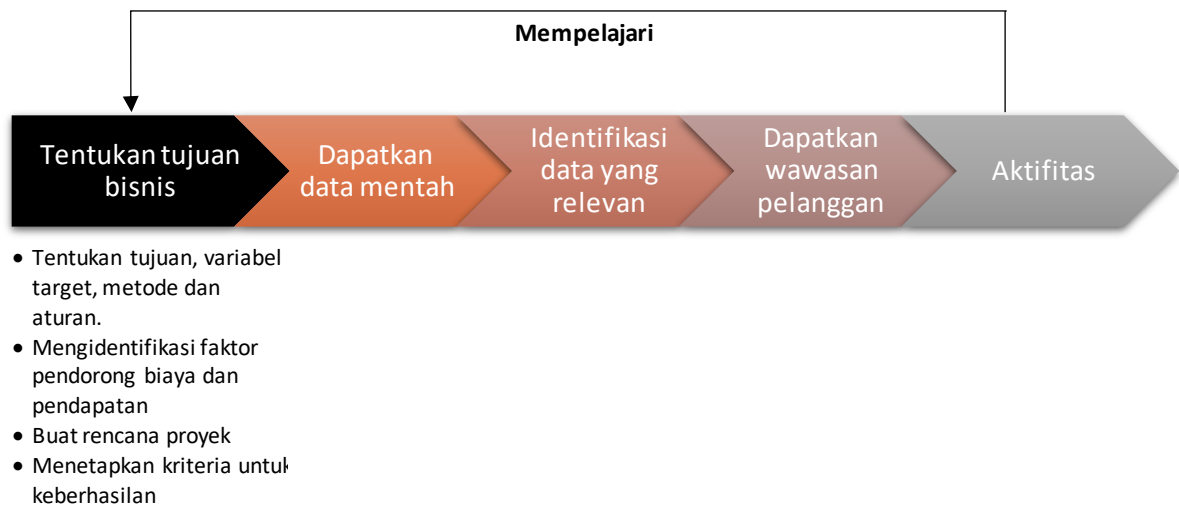 Mempelajari
Tentukan tujuan
bisnis
Dapatkan
data mentah
Identifikasi
data yang
relevan
Dapatkan
wawasan
pelanggan
Aktifitas
• Tentukan tujuan, variabel
target, metode dan
aturan.
• Mengidentifikasi faktor
pendorong biaya dan
pendapatan
• Buat rencana proyek
• Menetapkan kriteria untuk
keberhasilan